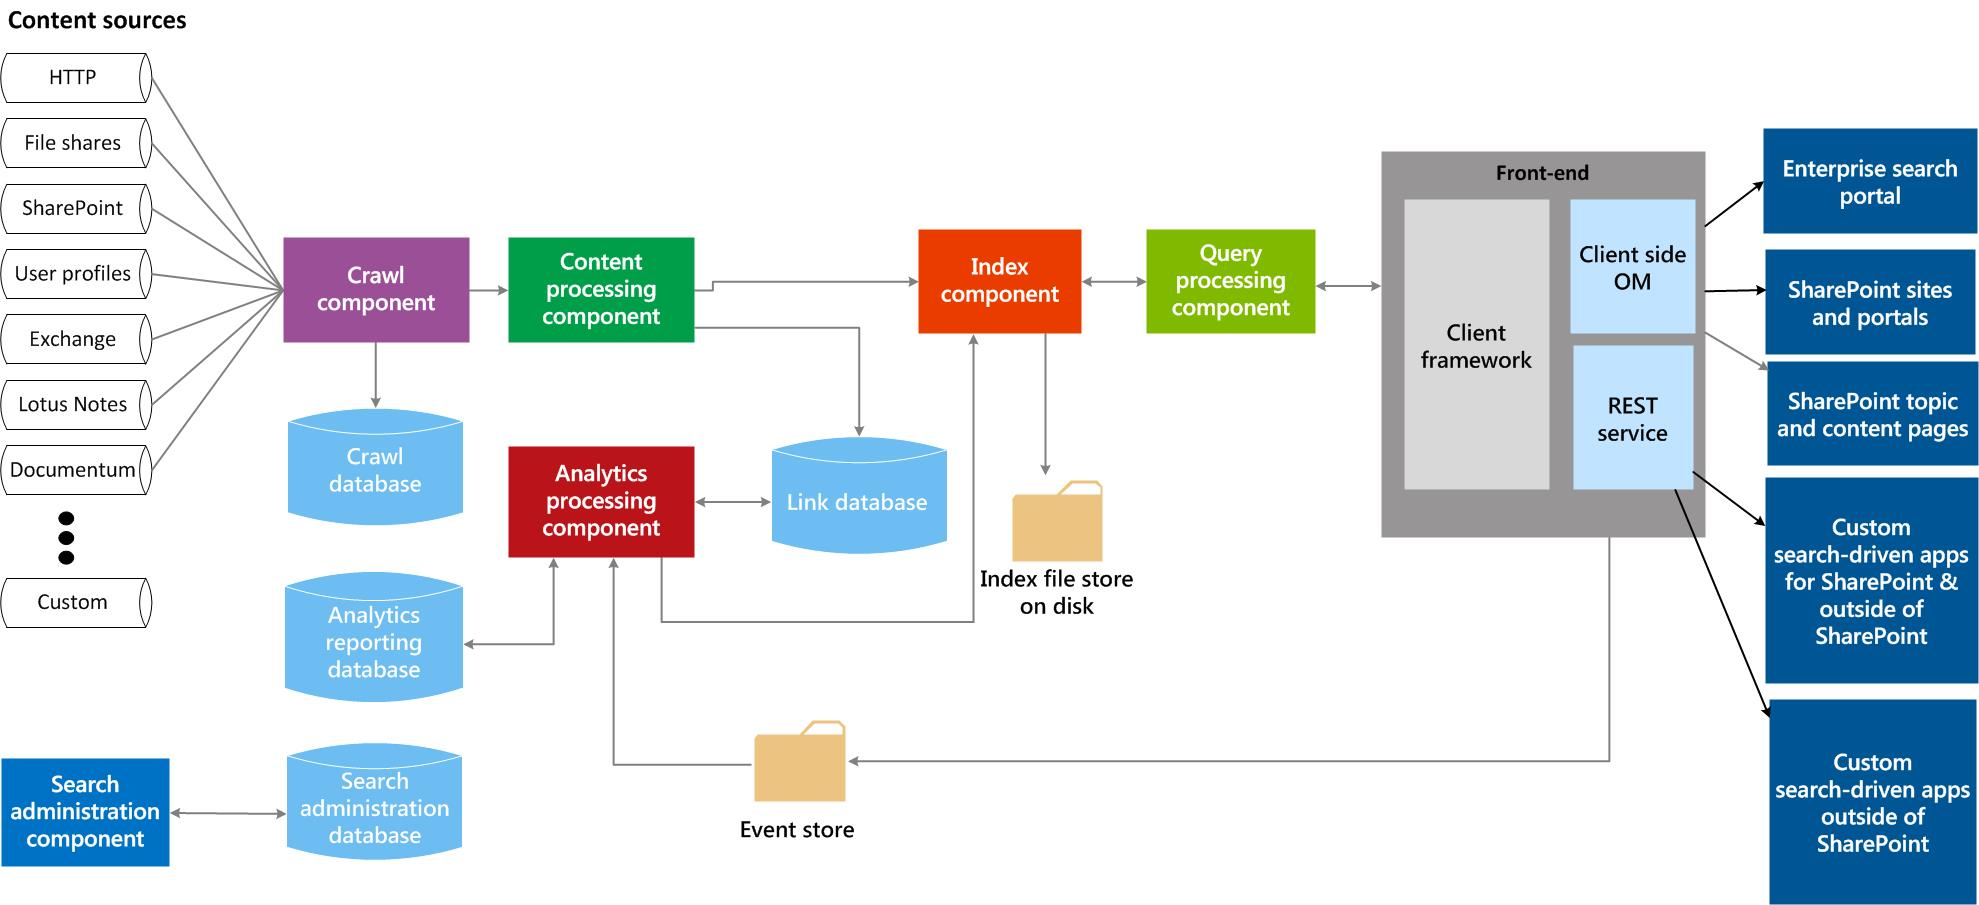 Content sources
HTTP
File shares
SharePoint
User profiles
Exchange
Lotus Notes
Documentum
Custom
Crawl
component
Content
processing
component
Index
component
Query
processing
component
Front-end
Client
framework
Client side
OM
REST
service
Enterprise search
portal
SharePoint sites
and portals
SharePoint topic
and content pages
Custom
search-driven apps
for SharePoint &
outside of
SharePoint
Custom
search-driven apps
outside of
SharePoint
Crawl
database
Analytics
processing
component
Link database
Index file store
on disk
Analytics
reporting
database
Search
administration
component
Search
administration
database
Event store